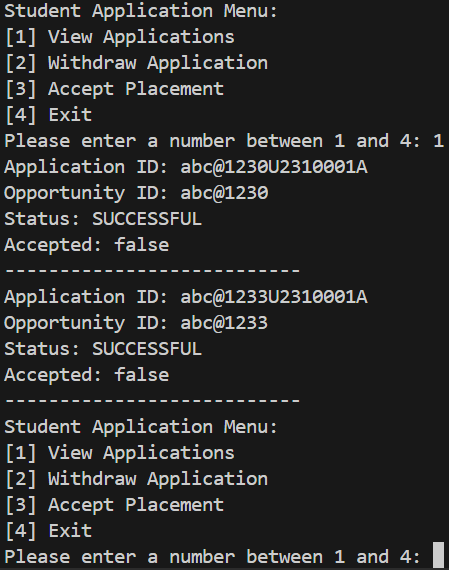 Student Application Menu:
[1] View Applications
[2] Withdraw Application
[3] Accept Placement
[4] Exit
Please enter a number between 1 and 4: 1
Application ID: abc@1230U2310001A
Opportunity ID: abc@1230
Status: SUCCESSFUL
Accepted: false
---------------------------
Application ID: abc@1233U2310001A
Opportunity ID: abc@1233
Status: SUCCESSFUL
Accepted: false
---------------------------
Student Application Menu:
[1] View Applications
[2] Withdraw Application
[3] Accept Placement
[4] Exit
Please enter a number between 1 and 4: